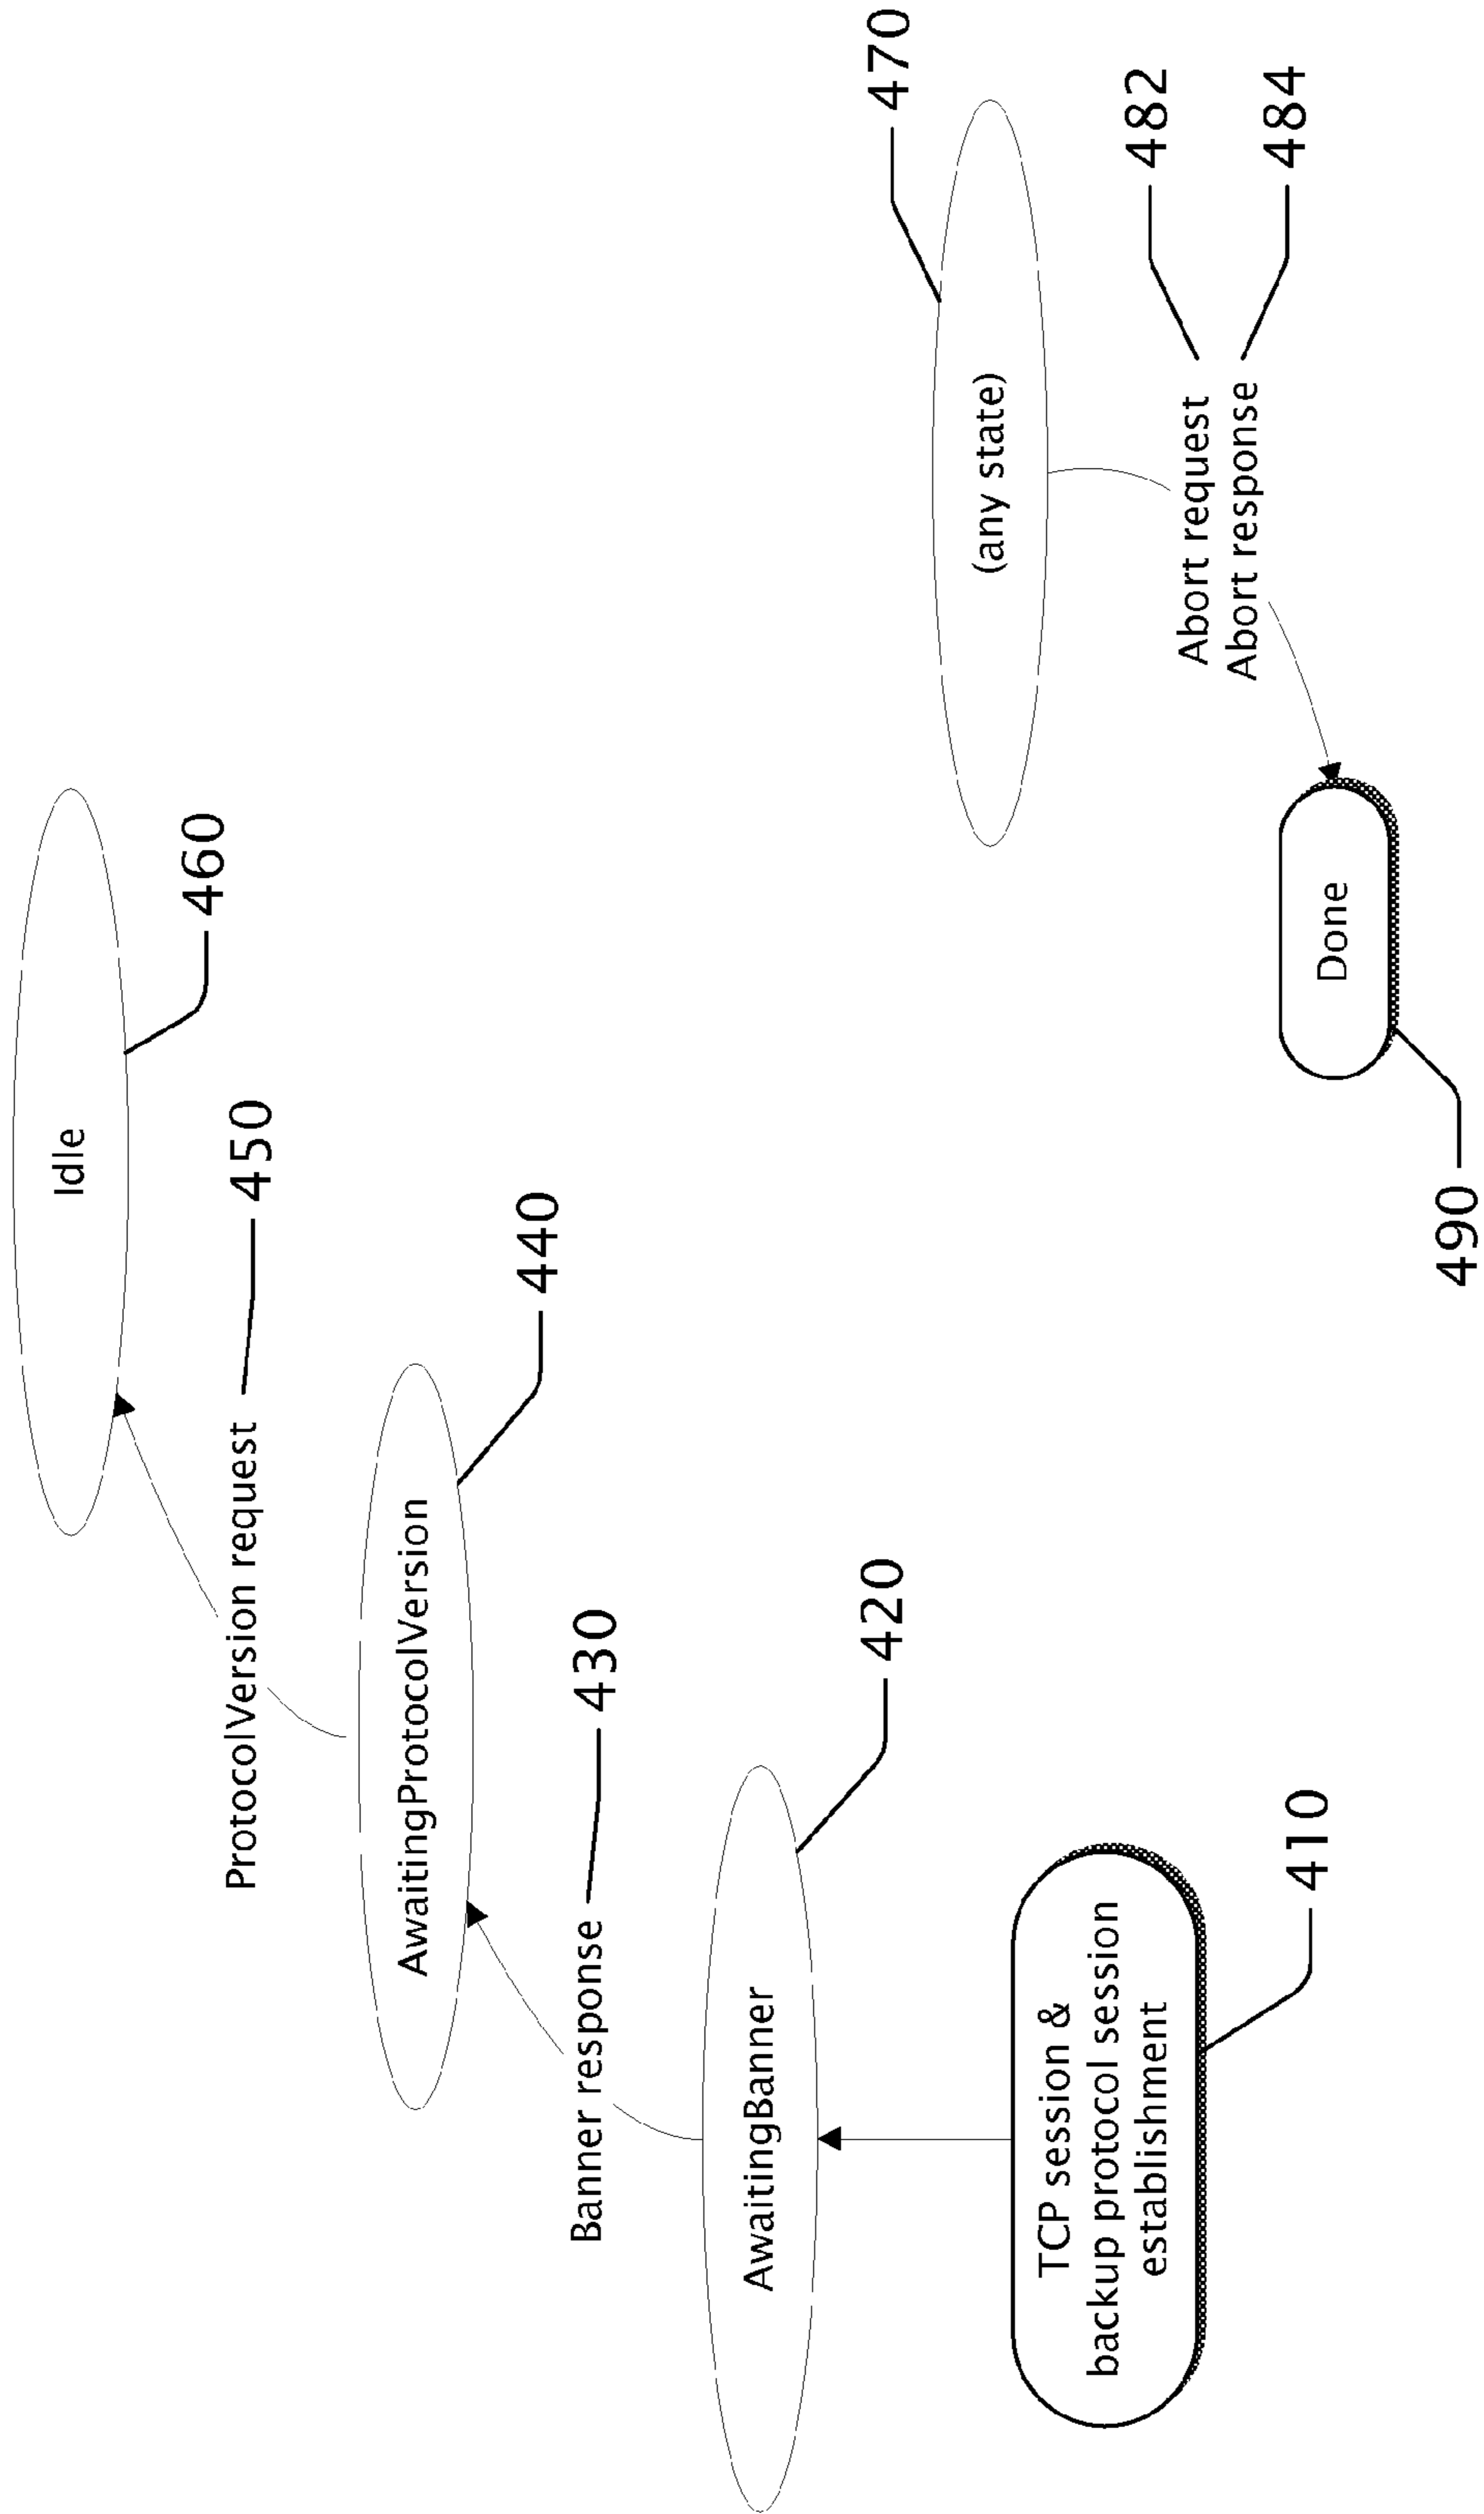 Idle
460
ProtocolVersion request 450
AwaitingProtocolVersion
440
Banner response 430
AwaitingBanner
420
TCP session &
backup protocol session
establishment
410
470
(any state)
482
Abort request
Abort response
484
Done
490